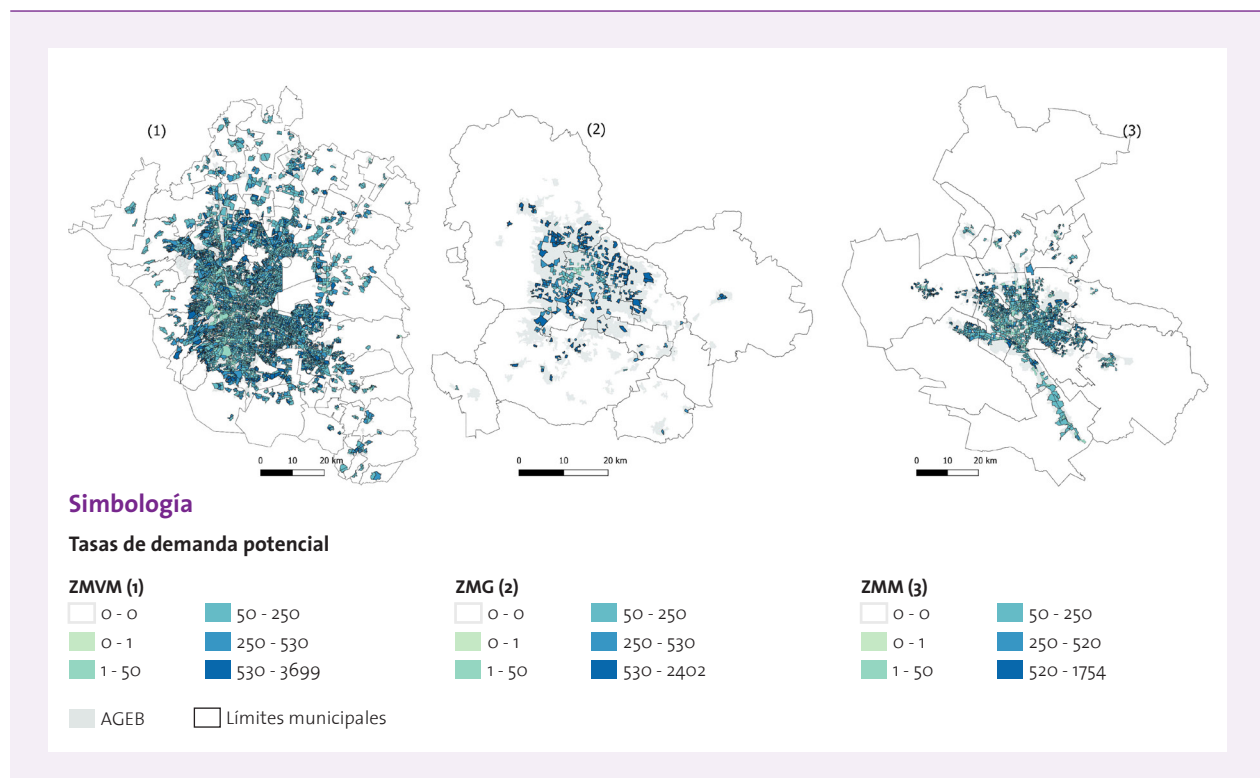 (1)
(2)
(3)
0 10 20 km
0 10 20 km
0 10 20 km
Simbología
Tasas de demanda potencial
ZMVM (1)
0 - 0
0 - 1
1 - 50
50 - 250
250 - 530
530 - 3699
ZMG (2)
0 - 0
0 - 1
1 - 50
50 - 250
250 - 530
530 - 2402
ZMM (3)
0 - 0
0 - 1
1 - 50
50 - 250
250 - 520
520 - 1754
AGEB
Límites municipales